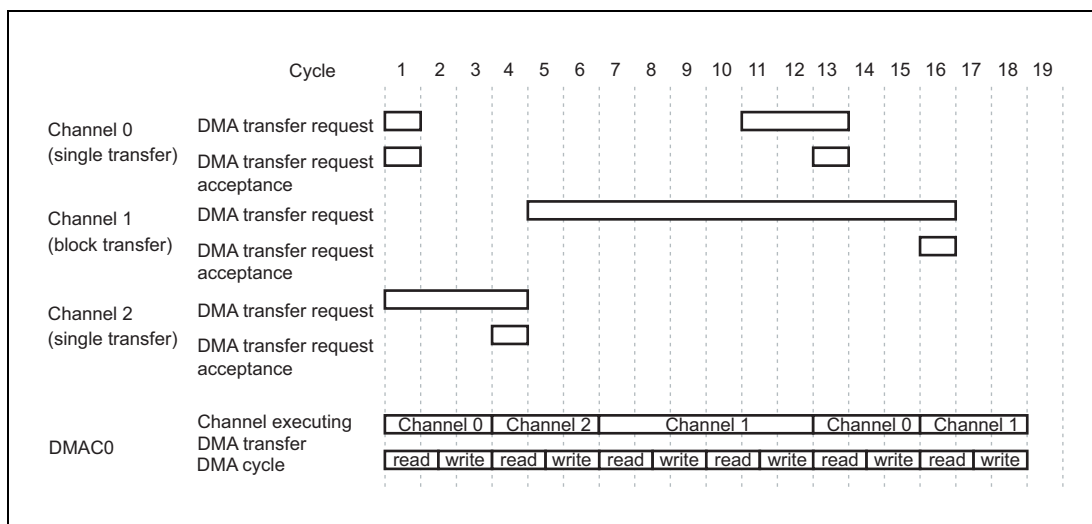 Cycle 1 2 3 4 5 6 7 8 9 10 11 12 13 14 15 16 17 18 19
Channel 0
(single transfer)
DMA transfer request
DMA transfer request
acceptance
Channel 1
(block transfer)
DMA transfer request
DMA transfer request
acceptance
Channel 2
(single transfer)
DMA transfer request
DMA transfer request
acceptance
DMAC0
Channel executing
DMA transfer
Channel 0 Channel 2 Channel 1 Channel 0 Channel 1
DMA cycle
read write read write read write read write read write read write